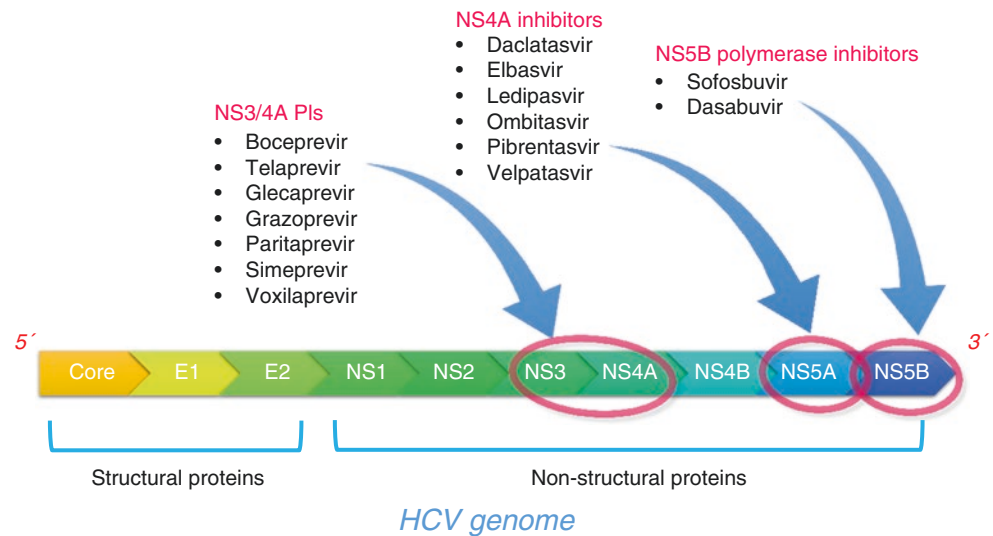 NS4A inhibitors
• Daclatasvir
• Elbasvir
• Ledipasvir
• Ombitasvir
• Pibrentasvir
• Velpatasvir
NS5B polymerase inhibitors
• Sofosbuvir
• Dasabuvir
NS3/4A PIs
• Boceprevir
• Telaprevir
• Glecaprevir
• Grazoprevir
• Paritaprevir
• Simeprevir
• Voxilaprevir
5´ 3´
Core E1 E2 NS1 NS2 NS3 NS4A NS4B NS5A NS5B
Structural proteins Non-structural proteins
HCV genome